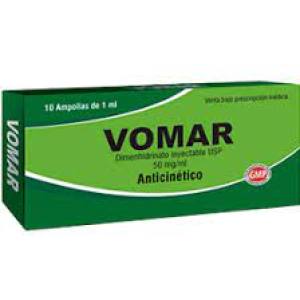 10 Ampollas de 1 ml
Venta bajo prescripción médica
VOMAR
VOMAR
Dimenhidrinato Inyectable USP
50 mg/ml
Anticinético
GMP